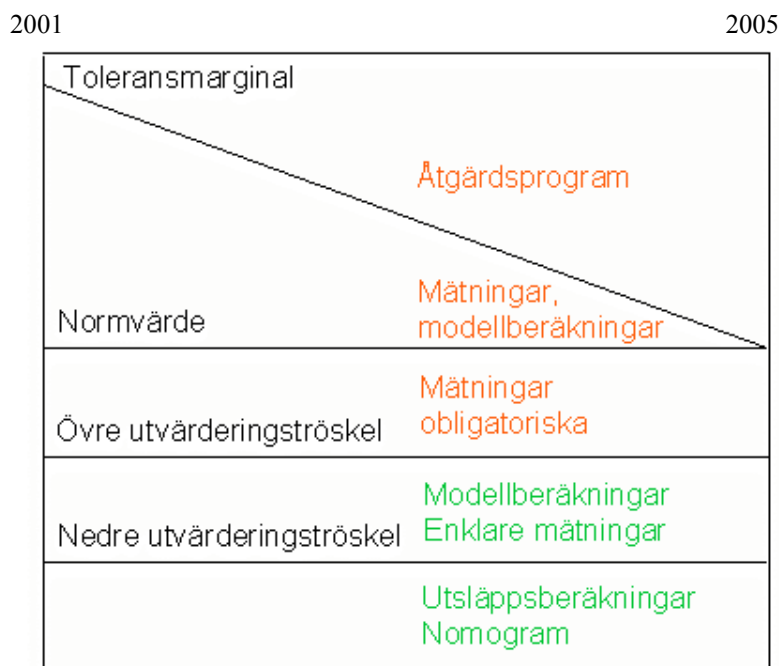 2001 2005
Toleransmarginal
Åtgärdsprogram
Mätningar,
Normvärde modellberäkningar
Mätningar
Övre utvärderingströskel obligatoriska
Modellberäkningar
Nedre utvärderingströskel Enklare mätningar
Utsläppsberäkningar
Nomogram